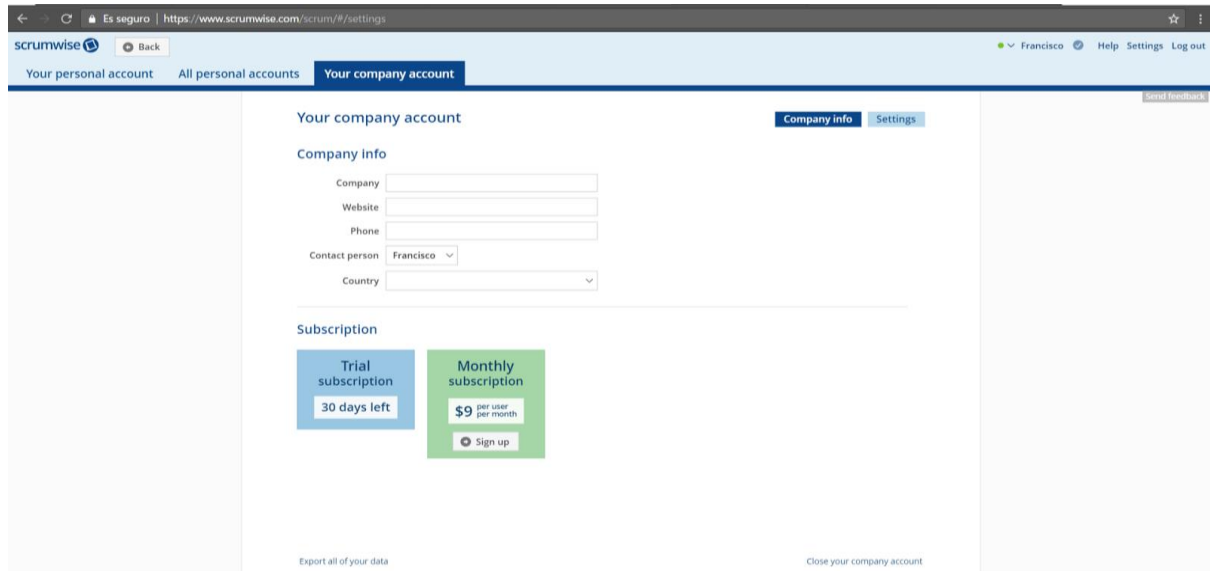 Es seguro | https://www.scrumwise.com/scrum/#/settings
scrumwise Back Francisco Help Settings Log out
Your personal account All personal accounts Your company account
Send feedback
Your company account Company info Settings
Company info
Company
Website
Phone
Contact person Francisco
Country
Subscription
Trial
subscription
30 days left
Monthly
subscription
$9 per user
per month
Sign up
Export all of your data Close your company account